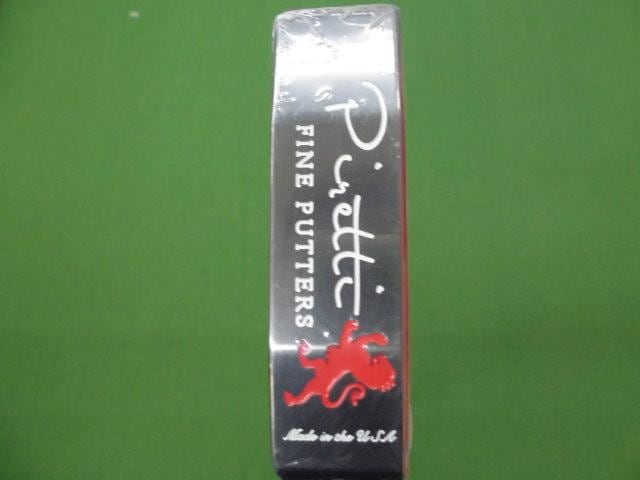 Piretti
FINE PUTTERS
Made in the U.S.A